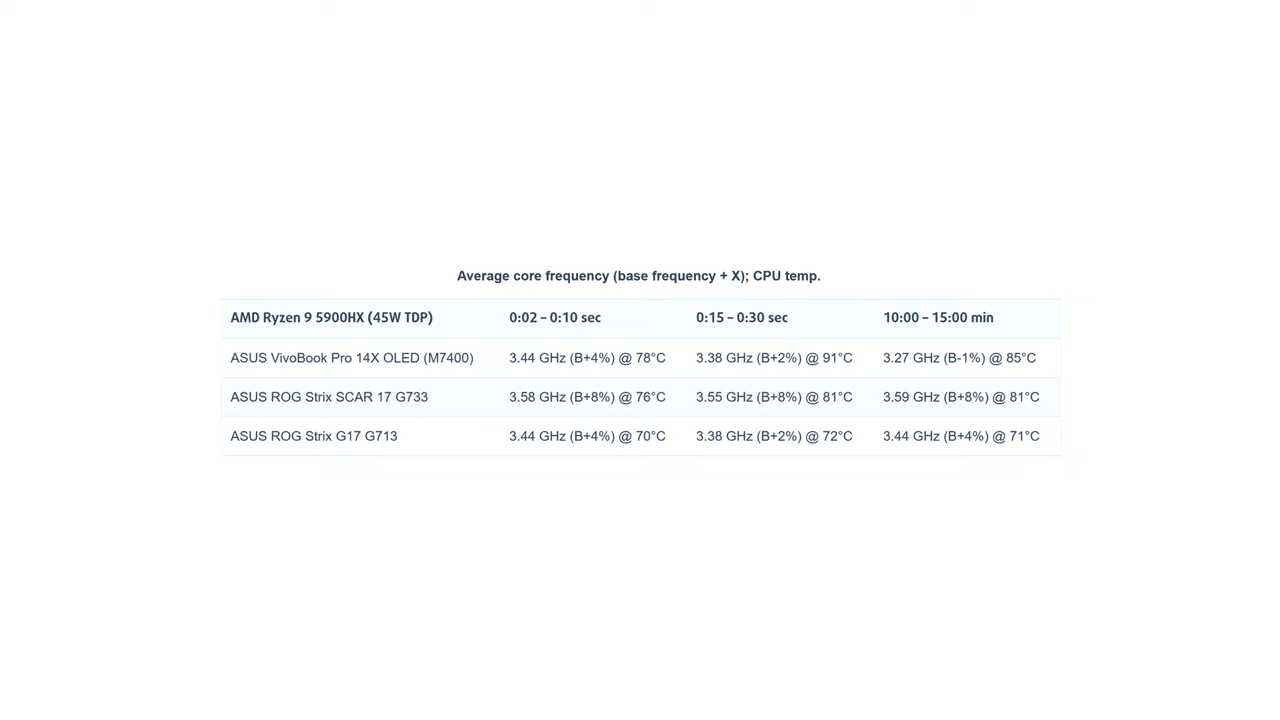 Average core frequency (base frequency + X); CPU temp.
AMD Ryzen 9 5900HX (45W TDP) 0:02 – 0:10 sec 0:15 – 0:30 sec 10:00 – 15:00 min
ASUS VivoBook Pro 14X OLED (M7400) 3.44 GHz (B+4%) @ 78°C 3.38 GHz (B+2%) @ 91°C 3.27 GHz (B-1%) @ 85°C
ASUS ROG Strix SCAR 17 G733 3.58 GHz (B+8%) @ 76°C 3.55 GHz (B+8%) @ 81°C 3.59 GHz (B+8%) @ 81°C
ASUS ROG Strix G17 G713 3.44 GHz (B+4%) @ 70°C 3.38 GHz (B+2%) @ 72°C 3.44 GHz (B+4%) @ 71°C